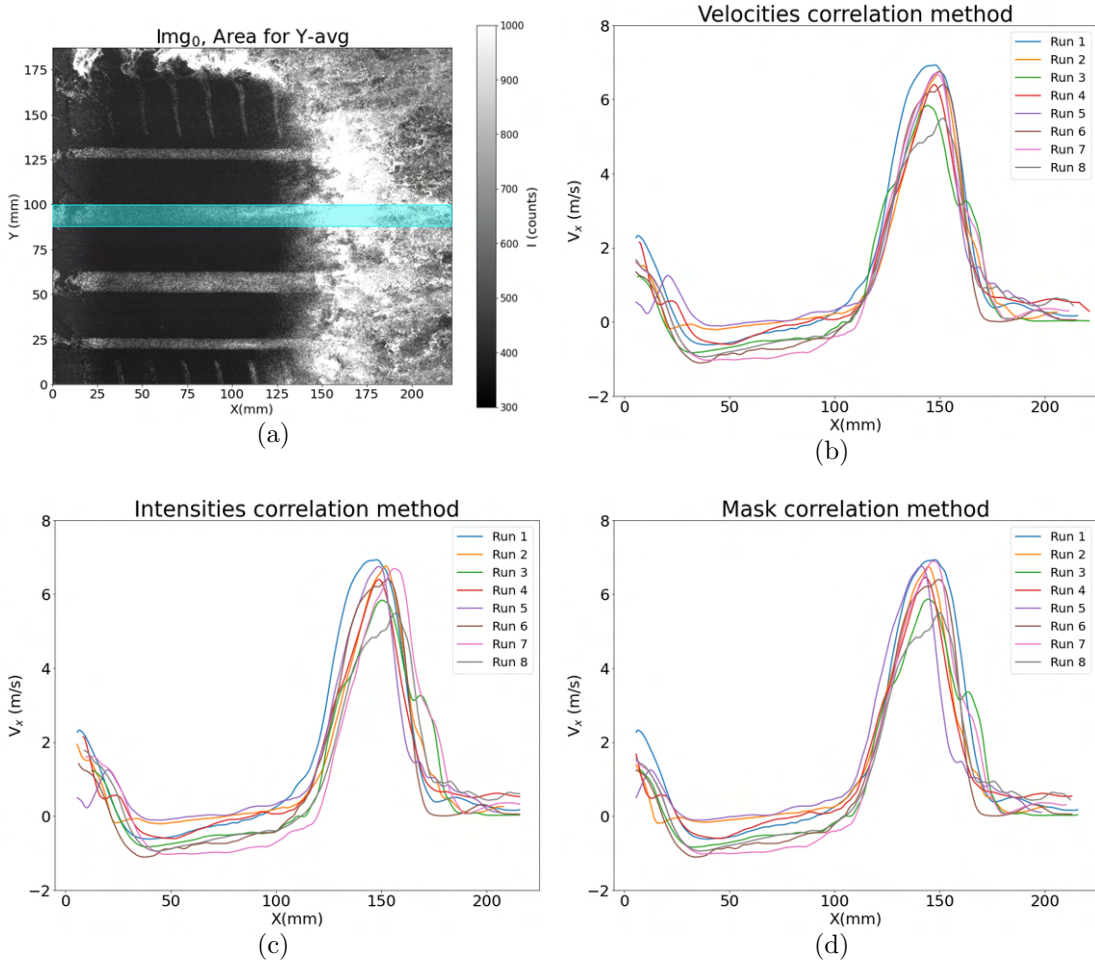 Img₀, Area for Y-avg
175
150
125
100
75
50
25
0
Y (mm)
0 25 50 75 100 125 150 175 200
X(mm)
1000
900
800
700
600
500
400
300
I (counts)
(a)
Velocities correlation method
8
6
4
2
0
−2
Vₓ (m/s)
0 50 100 150 200
X(mm)
Run 1
Run 2
Run 3
Run 4
Run 5
Run 6
Run 7
Run 8
(b)
Intensities correlation method
8
6
4
2
0
−2
Vₓ (m/s)
0 50 100 150 200
X(mm)
Run 1
Run 2
Run 3
Run 4
Run 5
Run 6
Run 7
Run 8
(c)
Mask correlation method
8
6
4
2
0
−2
Vₓ (m/s)
0 50 100 150 200
X(mm)
Run 1
Run 2
Run 3
Run 4
Run 5
Run 6
Run 7
Run 8
(d)